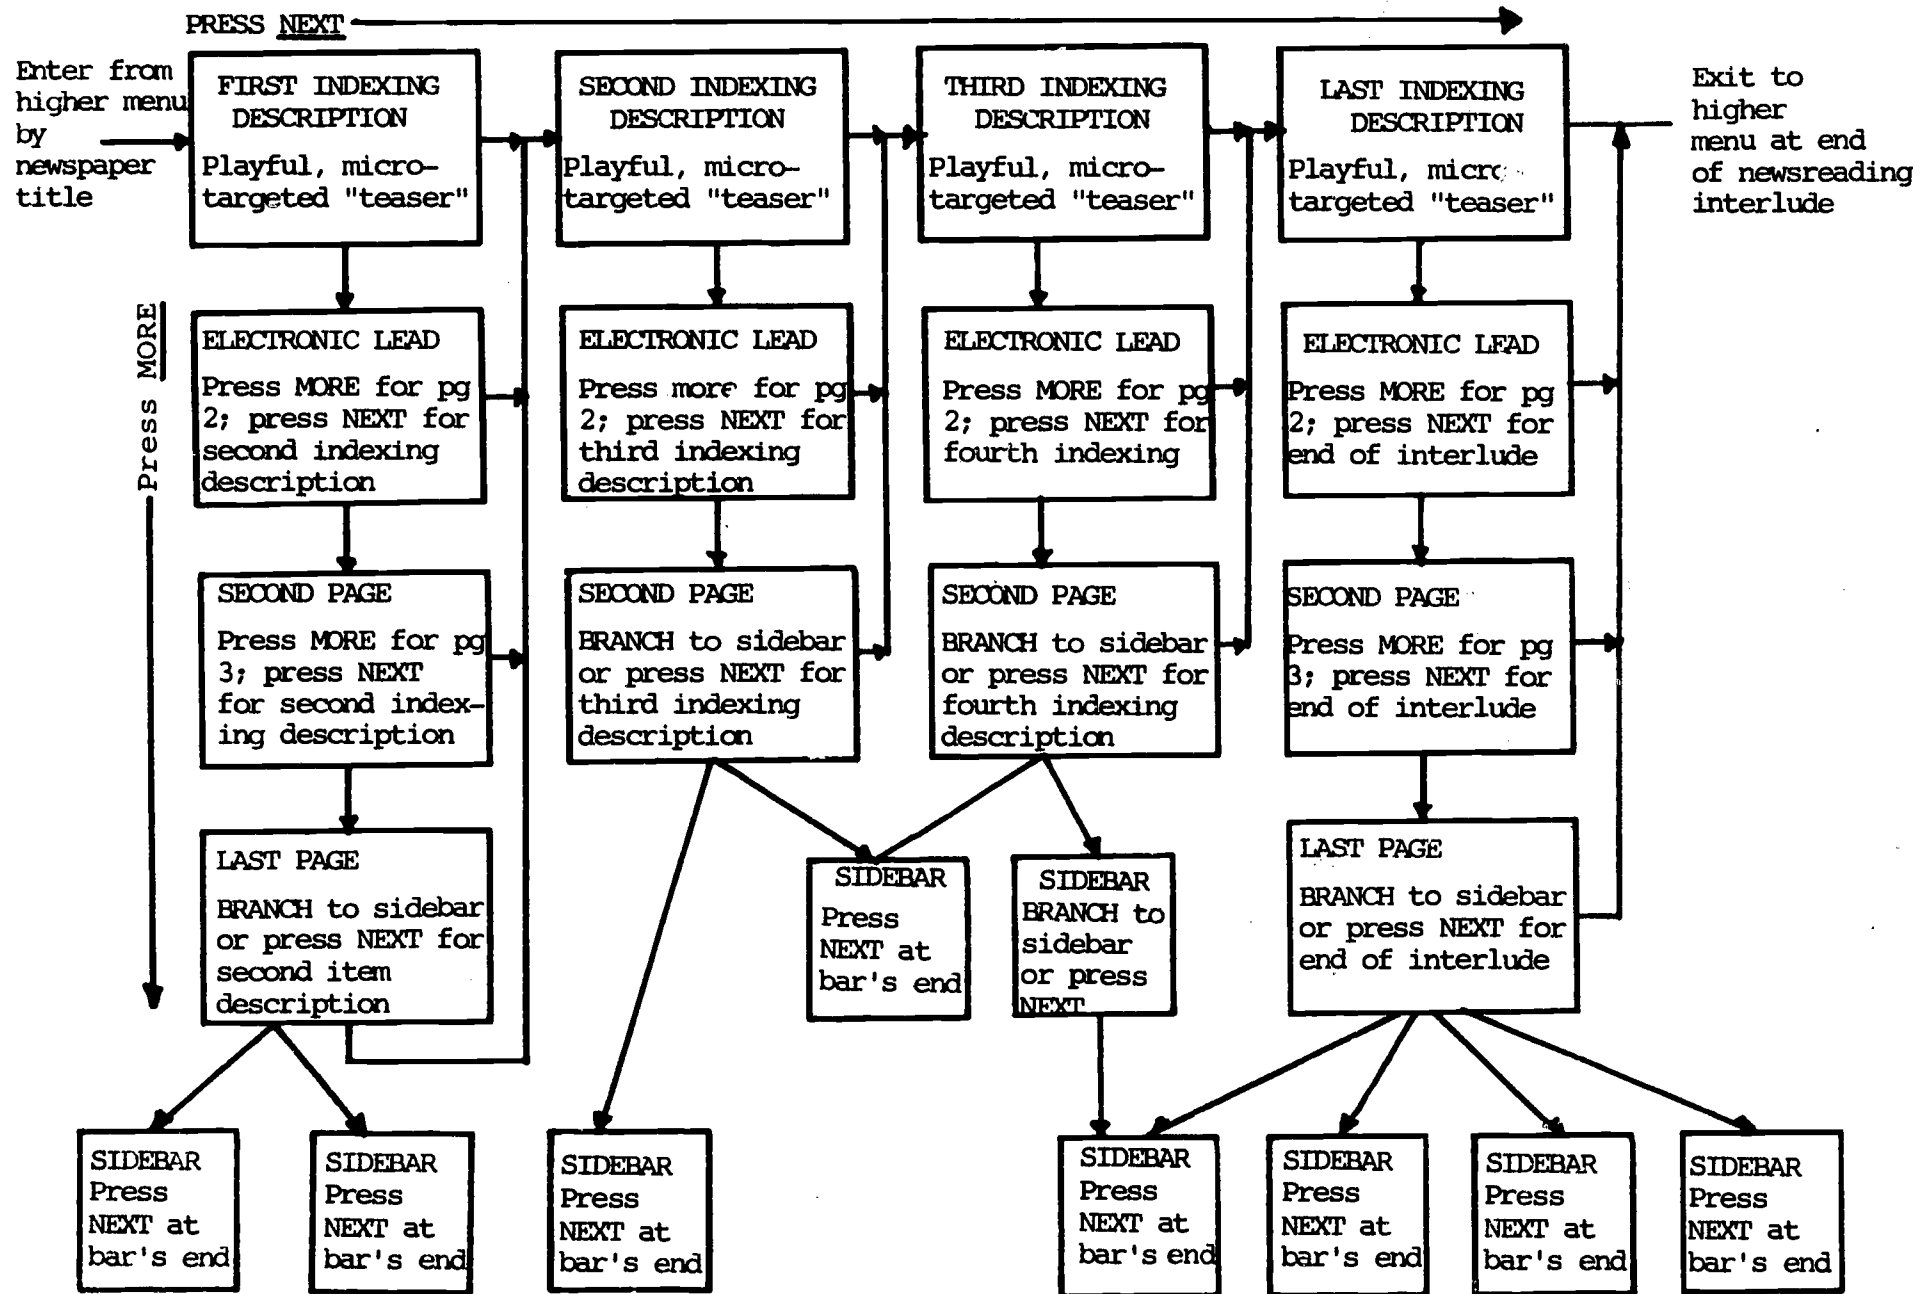 PRESS NEXT
Enter from
higher menu
by
newspaper
title
FIRST INDEXING
DESCRIPTION
Playful, micro-
targeted "teaser"
SECOND INDEXING
DESCRIPTION
Playful, micro-
targeted "teaser"
THIRD INDEXING
DESCRIPTION
Playful, micro-
targeted "teaser"
LAST INDEXING
DESCRIPTION
Playful, micro
targeted "teaser"
Exit to
higher
menu at end
of newsreading
interlude
Press MORE
ELECTRONIC LEAD
Press MORE for pg
2; press NEXT for
second indexing
description
ELECTRONIC LEAD
Press more for pg
2; press NEXT for
third indexing
description
ELECTRONIC LEAD
Press MORE for pg
2; press NEXT for
fourth indexing
ELECTRONIC LEAD
Press MORE for pg
2; press NEXT for
end of interlude
SECOND PAGE
Press MORE for pg
3; press NEXT
for second index-
ing description
SECOND PAGE
BRANCH to sidebar
or press NEXT for
third indexing
description
SECOND PAGE
BRANCH to sidebar
or press NEXT for
fourth indexing
description
SECOND PAGE
Press MORE for pg
3; press NEXT for
end of interlude
LAST PAGE
BRANCH to sidebar
or press NEXT for
second item
description
SIDEBAR
Press
NEXT at
bar's end
SIDEBAR
BRANCH to
sidebar
or press
NEXT
LAST PAGE
BRANCH to sidebar
or press NEXT for
end of interlude
SIDEBAR
Press
NEXT at
bar's end
SIDEBAR
Press
NEXT at
bar's end
SIDEBAR
Press
NEXT at
bar's end
SIDEBAR
Press
NEXT at
bar's end
SIDEBAR
Press
NEXT at
bar's end
SIDEBAR
Press
NEXT at
bar's end
SIDEBAR
Press
NEXT at
bar's end